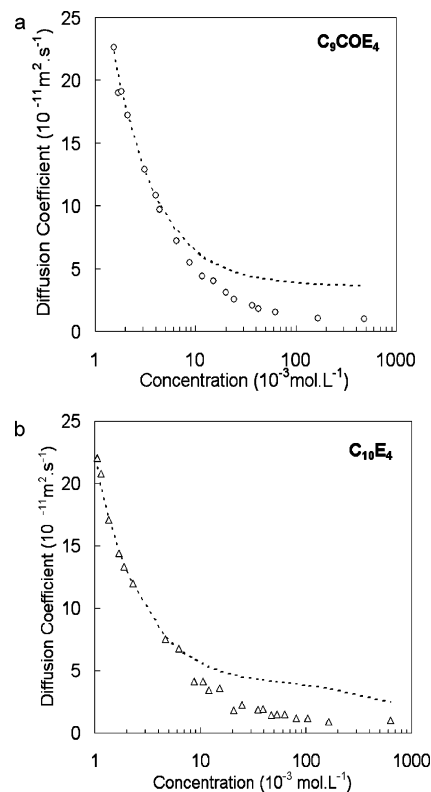 a
C₉COE₄
Diffusion Coefficient (10⁻¹¹m².s⁻¹)
25
20
15
10
5
0
1 10 100 1000
Concentration (10⁻³mol.L⁻¹)
b
C₁₀E₄
Diffusion Coefficient (10⁻¹¹m².s⁻¹)
25
20
15
10
5
0
1 10 100 1000
Concentration (10⁻³ mol.L⁻¹)